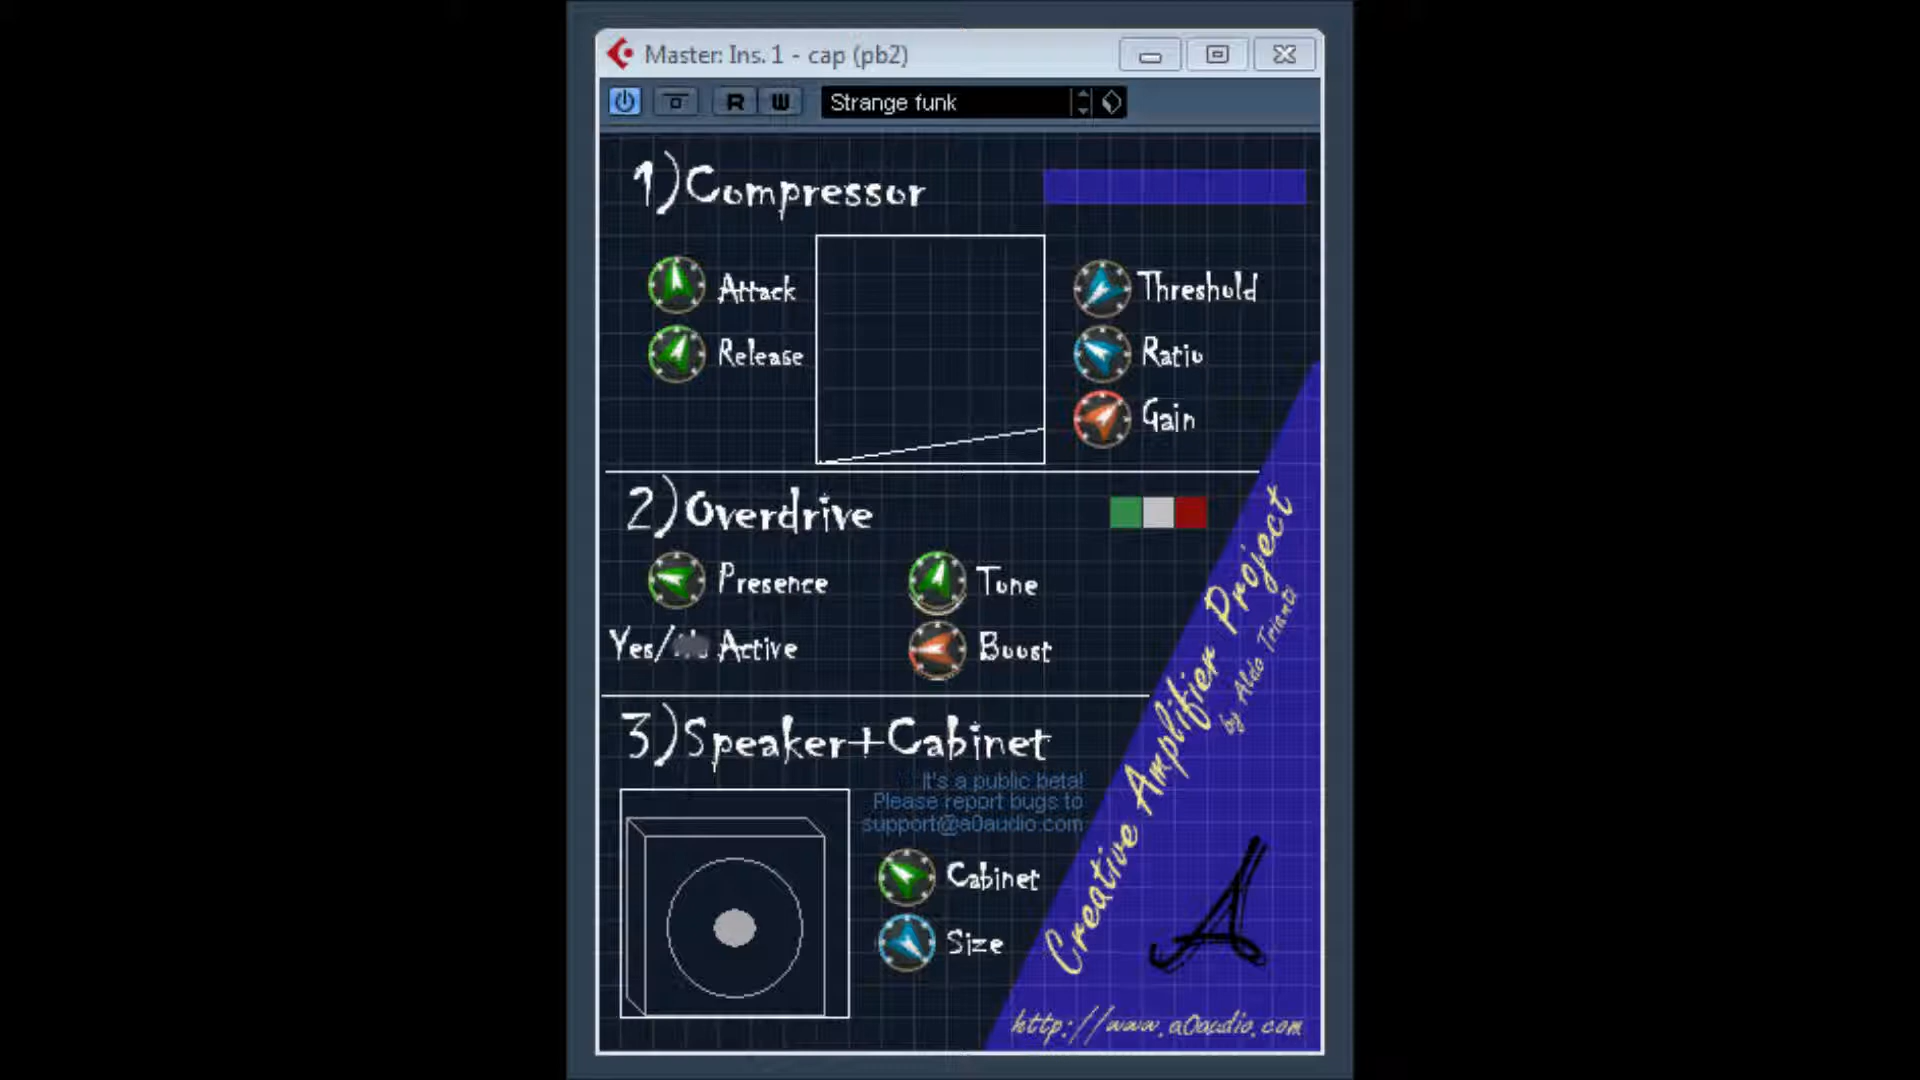 Master: Ins. 1 - cap (pb2)
R W Strange funk
1)Compressor
Attack
Release
Threshold
Ratio
Gain
2)Overdrive
Presence
Tone
Yes/No Active
Boost
3)Speaker+Cabinet
It's a public beta!
Please report bugs to
support@a0audio.com
Cabinet
Size
Creative Amplifier Project
by Aldo Trianti
http://www.a0audio.com